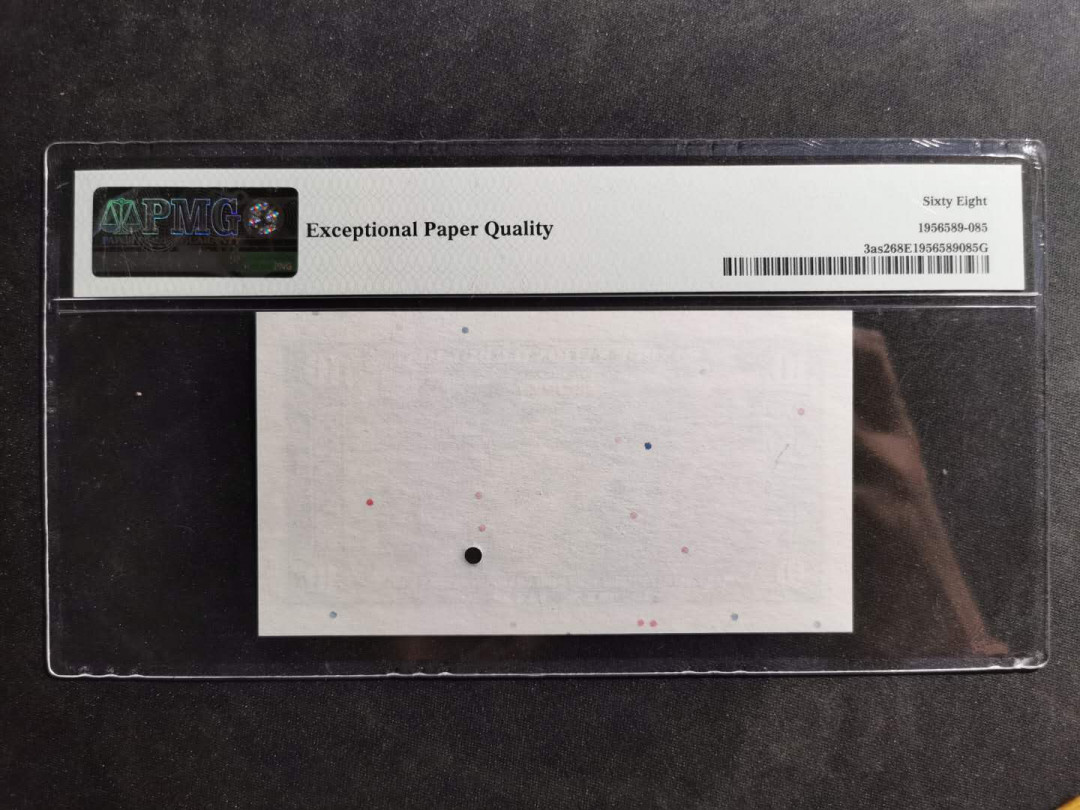 PMG
Exceptional Paper Quality
Sixty Eight
1956589-085
3as268E1956589085G